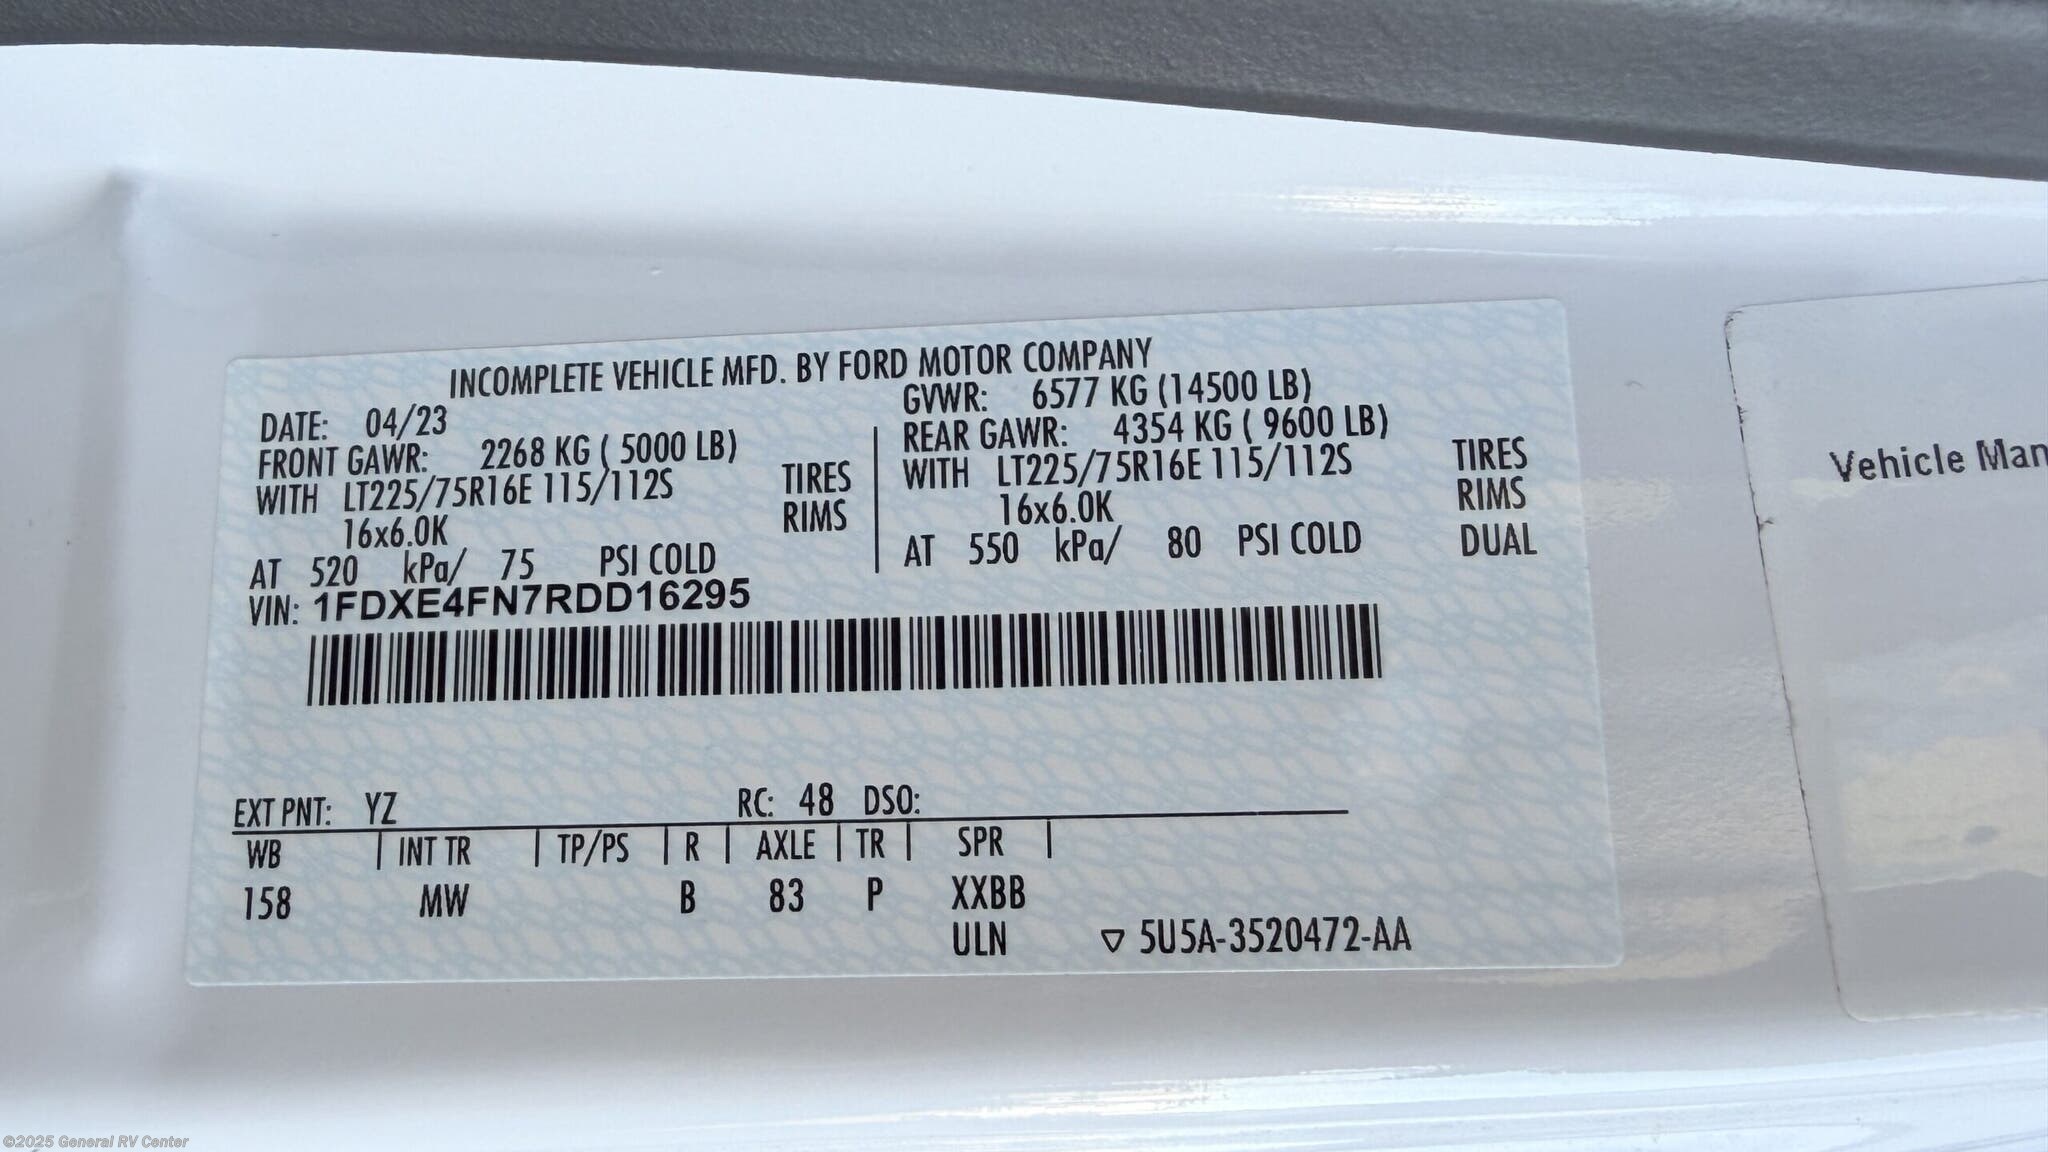 INCOMPLETE VEHICLE MFD. BY FORD MOTOR COMPANY
DATE: 04/23
FRONT GAWR: 2268 KG ( 5000 LB)
WITH LT225/75R16E 115/112S TIRES
16x6.0K RIMS
AT 520 kPa/ 75 PSI COLD
GVWR: 6577 KG (14500 LB)
REAR GAWR: 4354 KG ( 9600 LB)
WITH LT225/75R16E 115/112S TIRES
16x6.0K RIMS
AT 550 kPa/ 80 PSI COLD DUAL
VIN: 1FDXE4FN7RDD16295
EXT PNT: YZ RC: 48 DSO:
WB | INT TR | TP/PS | R | AXLE | TR | SPR |
158 MW B 83 P XXBB
ULN ▽ 5U5A-3520472-AA
Vehicle Man
©2025 General RV Center